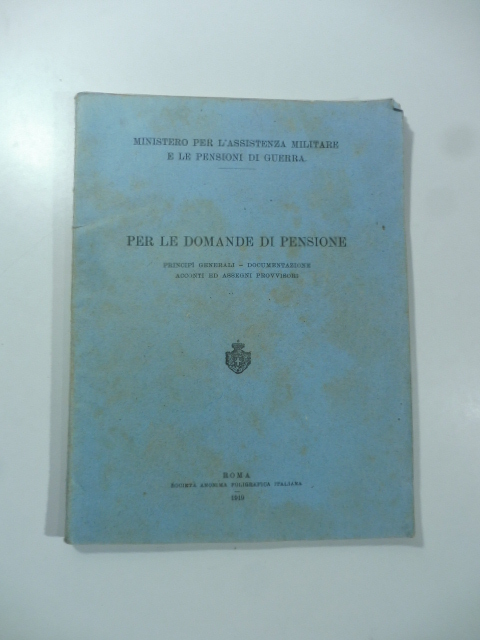 MINISTERO PER L'ASSISTENZA MILITARE
E LE PENSIONI DI GUERRA.
PER LE DOMANDE DI PENSIONE
PRINCIPÎ GENERALI - DOCUMENTAZIONE
ACCONTI ED ASSEGNI PROVVISORI
ROMA
SOCIETÀ ANONIMA POLIGRAFICA ITALIANA